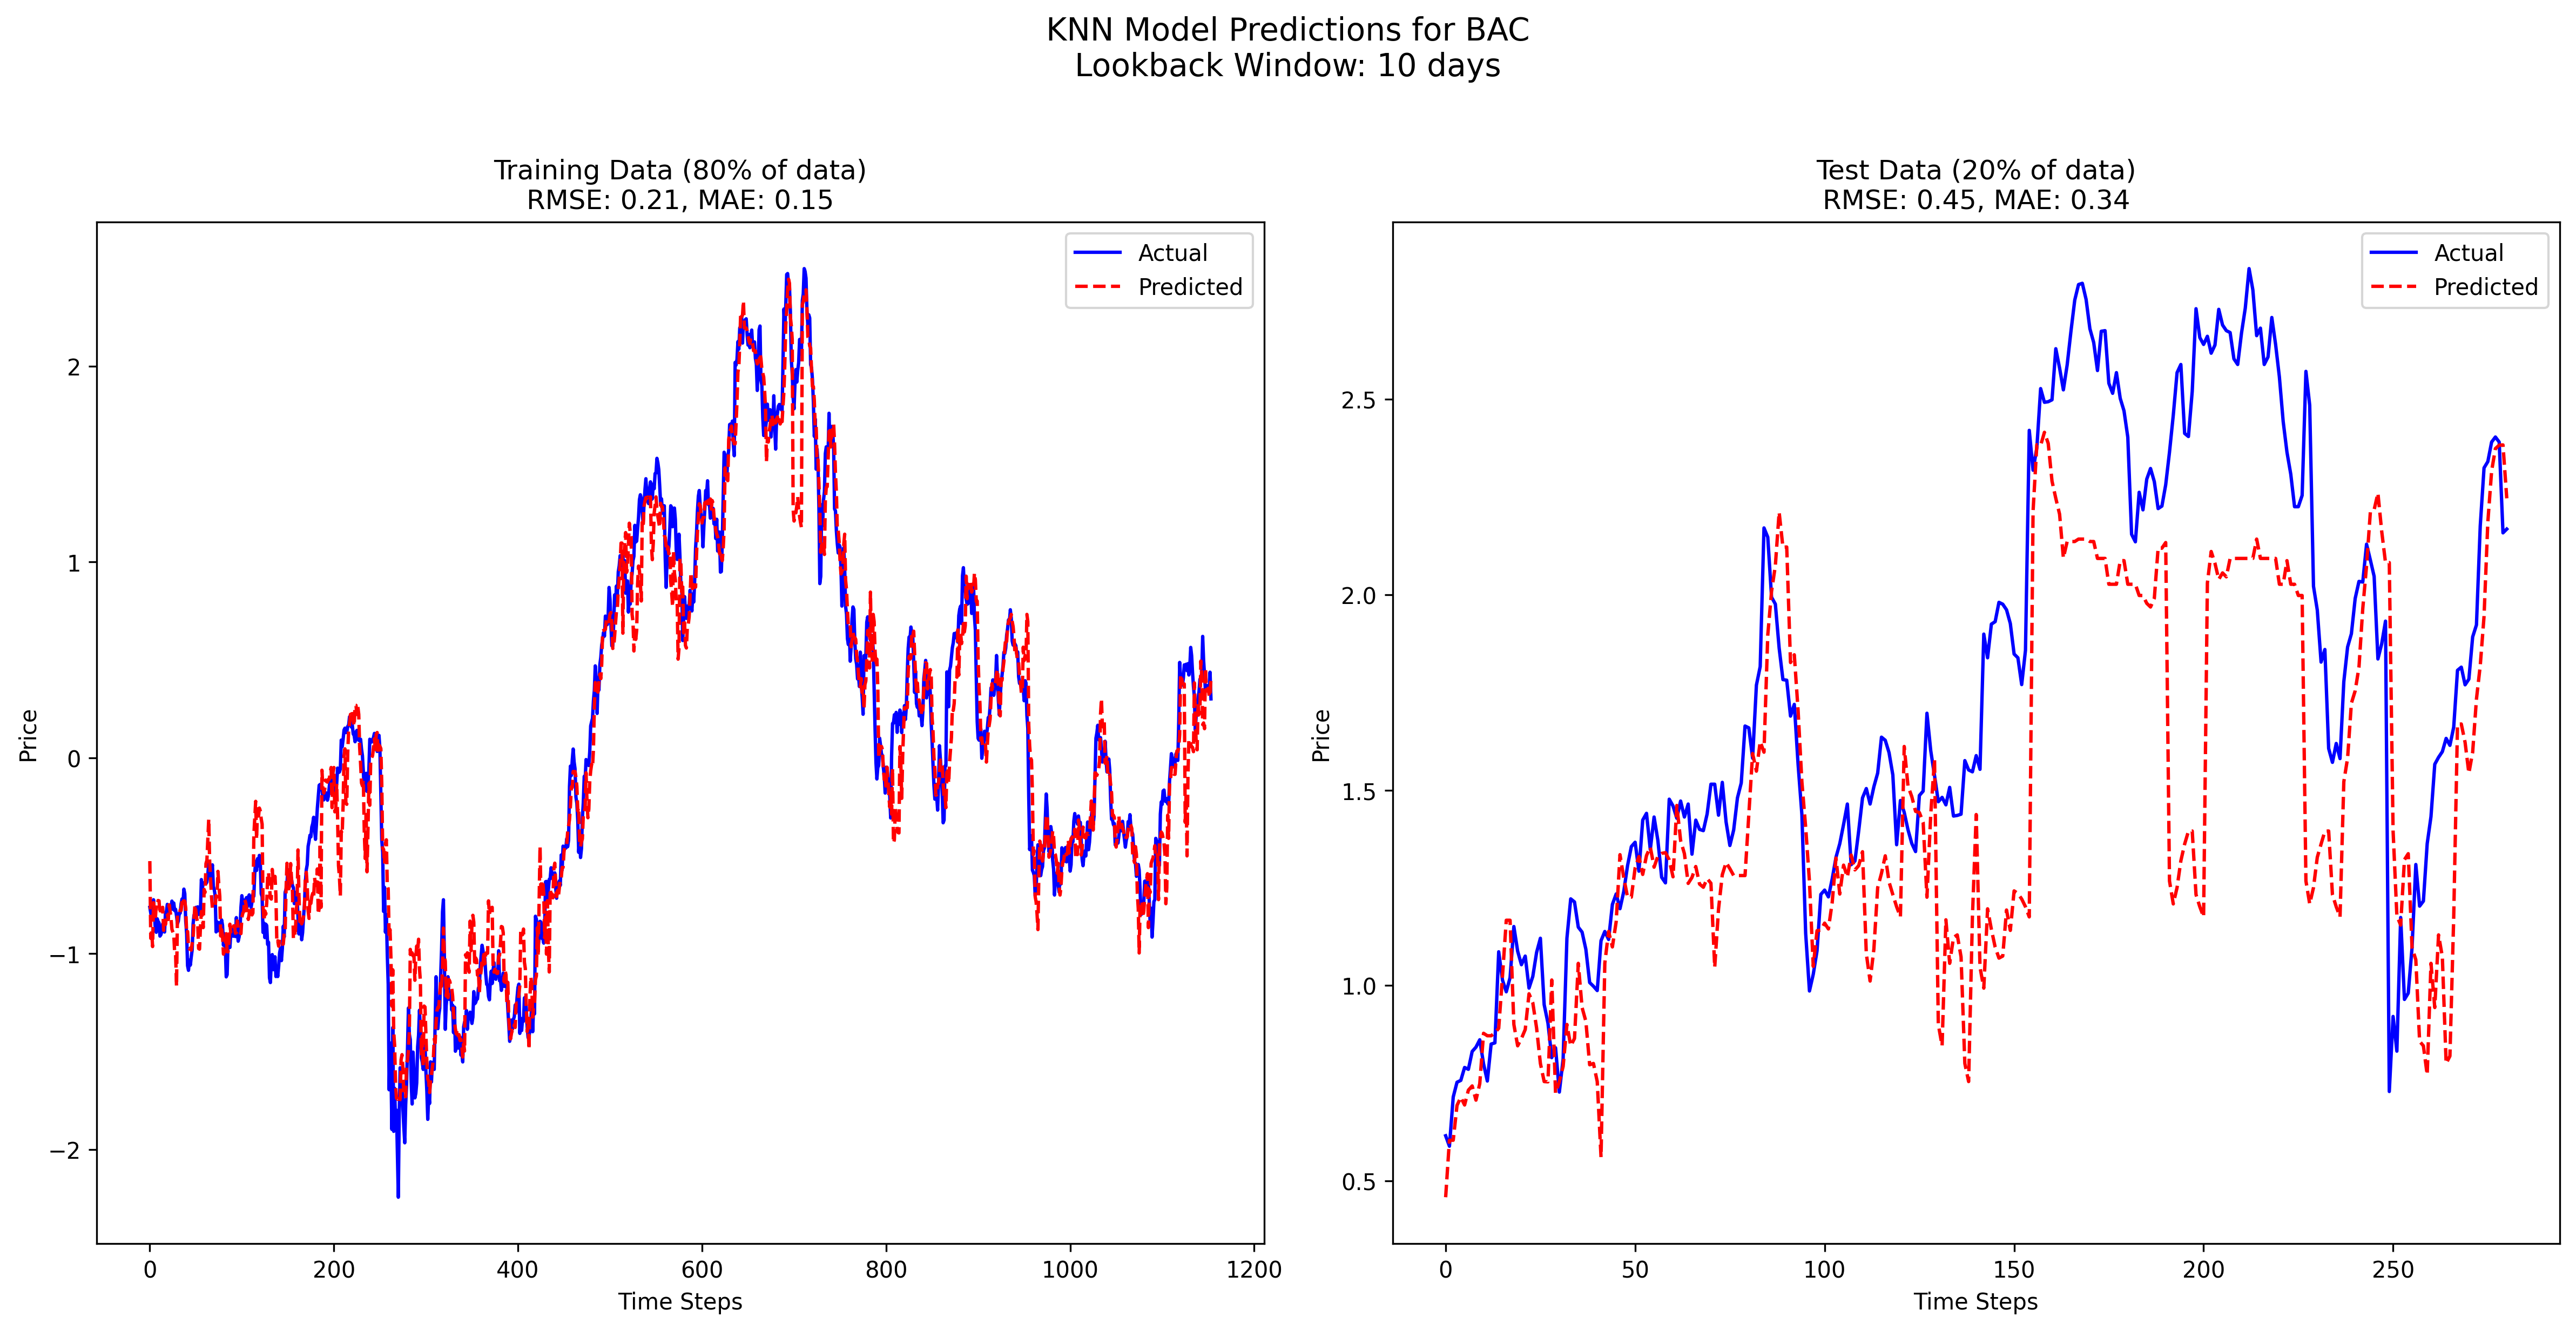 KNN Model Predictions for BAC
Lookback Window: 10 days
Training Data (80% of data)
RMSE: 0.21, MAE: 0.15
Actual
Predicted
Price
2
1
0
−1
−2
0 200 400 600 800 1000 1200
Time Steps
Test Data (20% of data)
RMSE: 0.45, MAE: 0.34
Actual
Predicted
Price
2.5
2.0
1.5
1.0
0.5
0 50 100 150 200 250
Time Steps